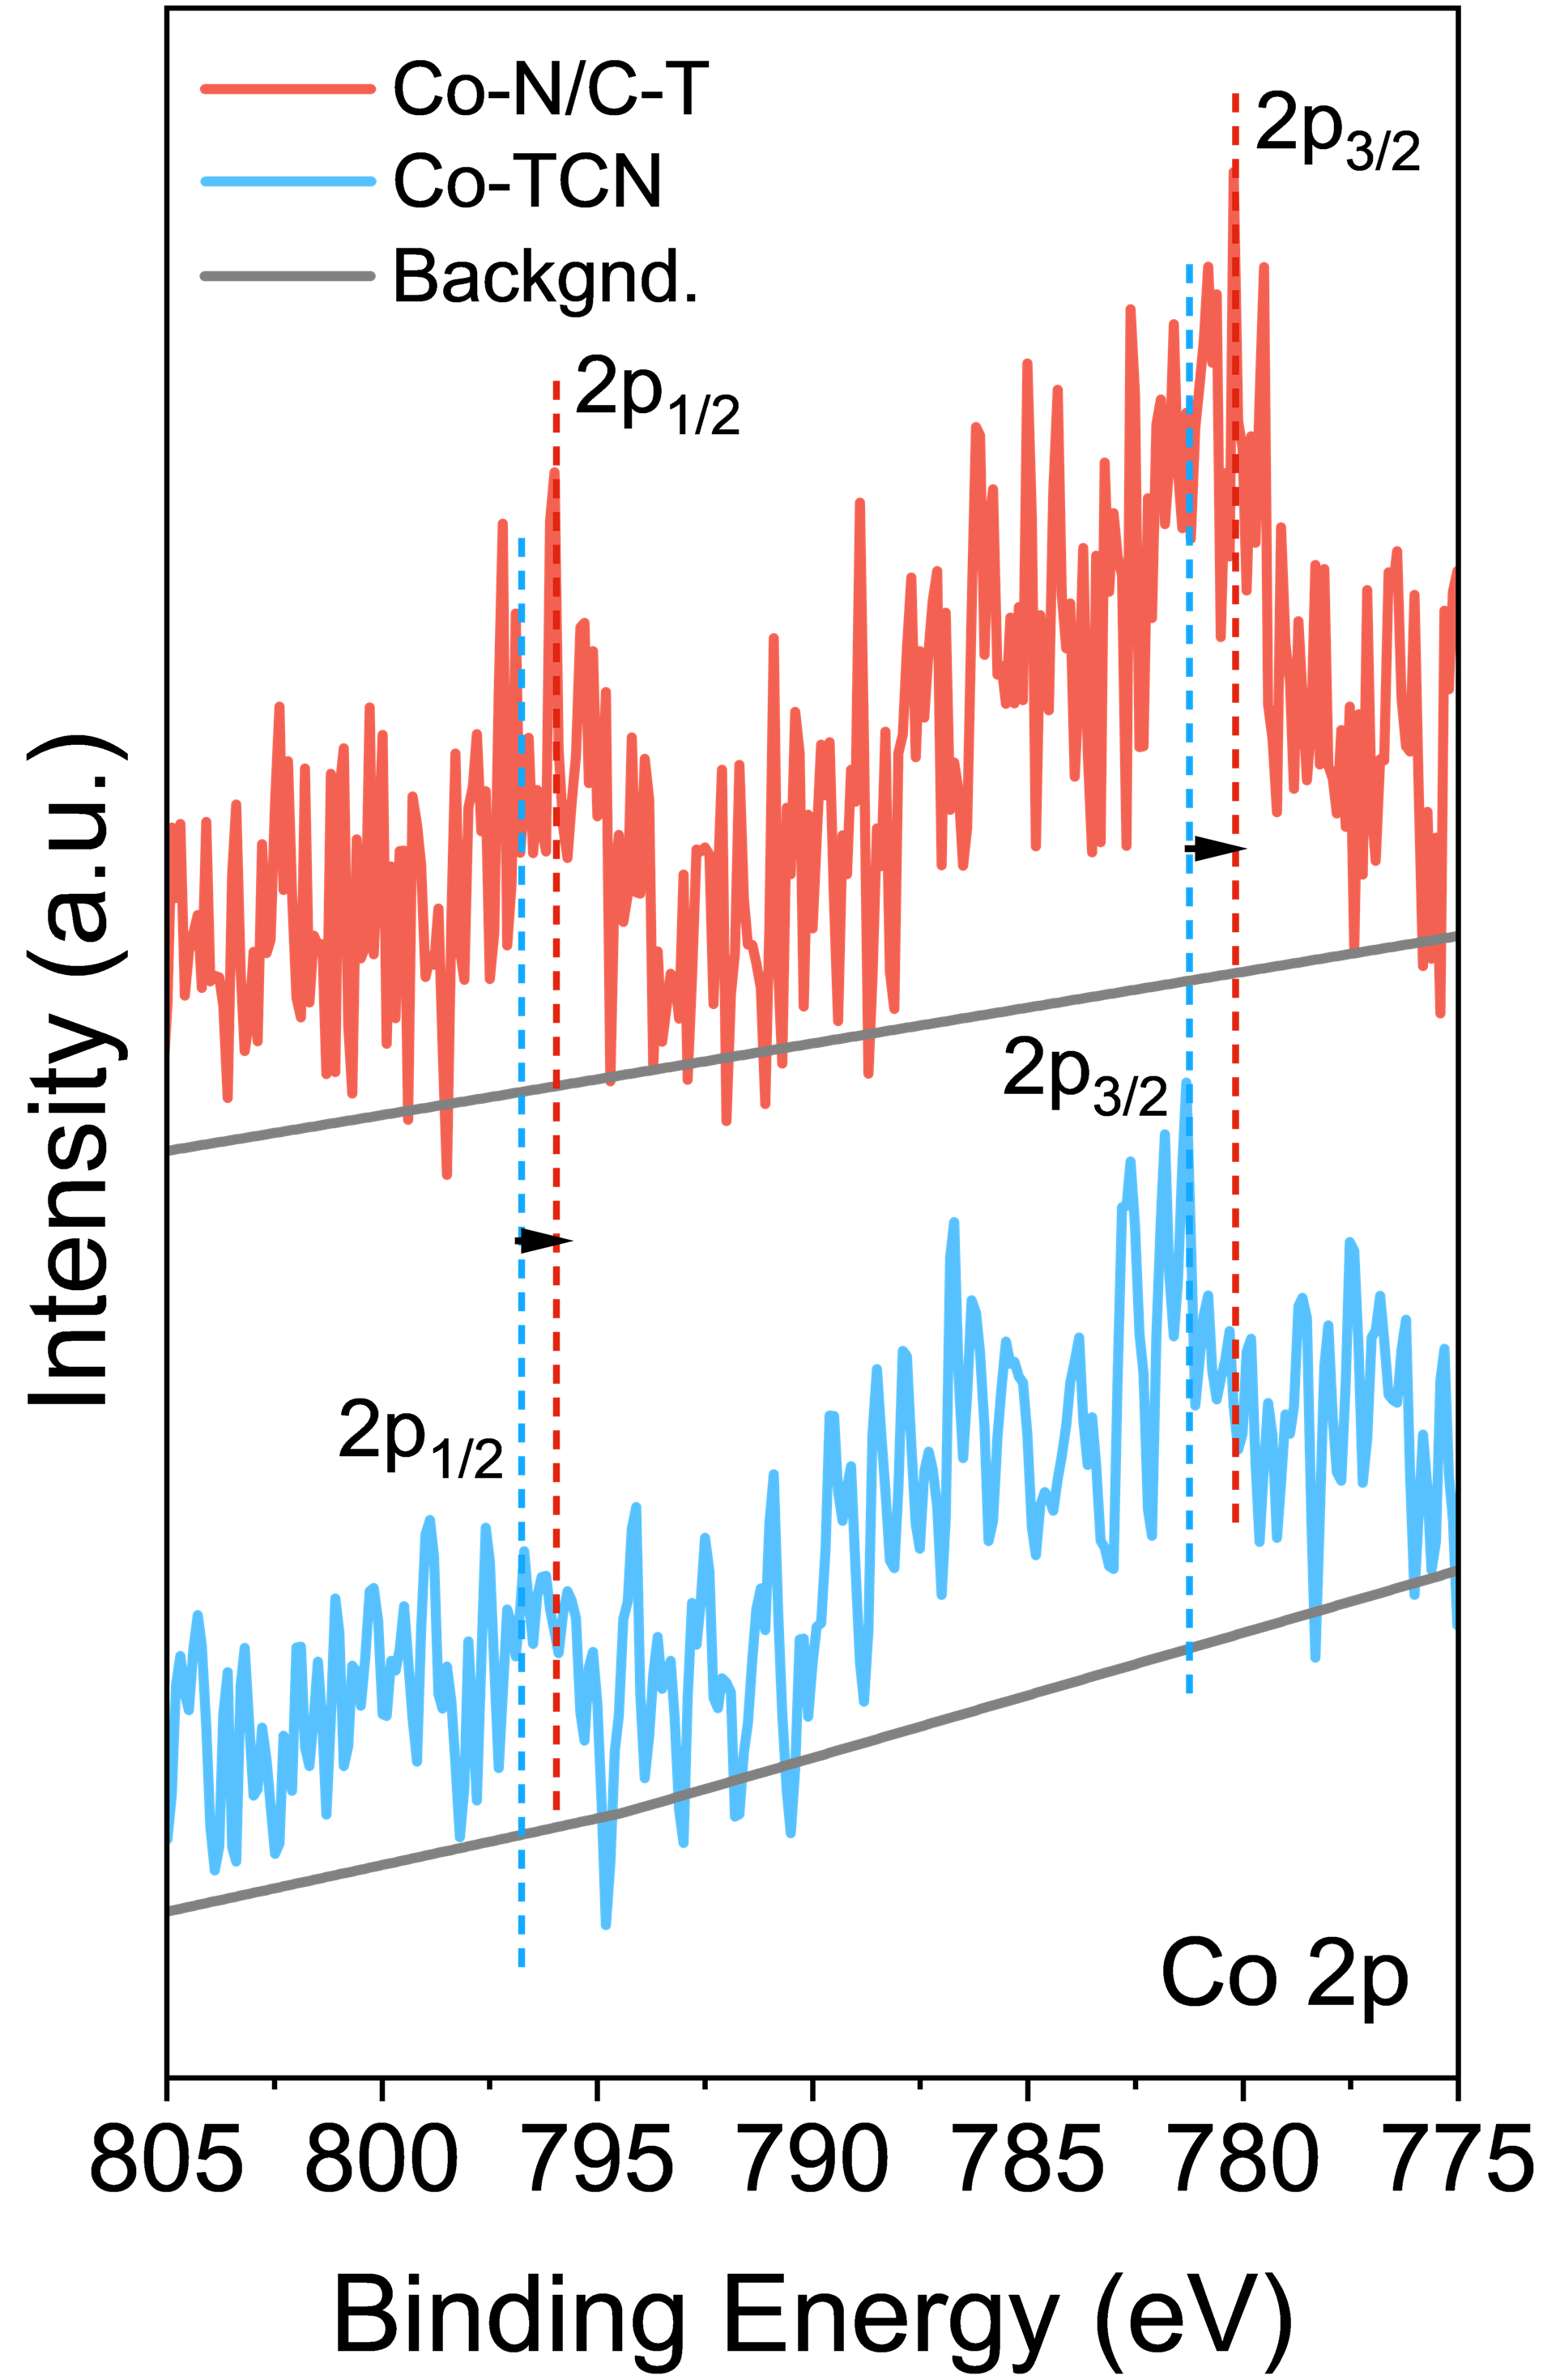 Co-N/C-T
Co-TCN
Backgnd.
2p3/2
2p1/2
2p3/2
2p1/2
Intensity (a.u.)
Co 2p
805 800 795 790 785 780 775
Binding Energy (eV)